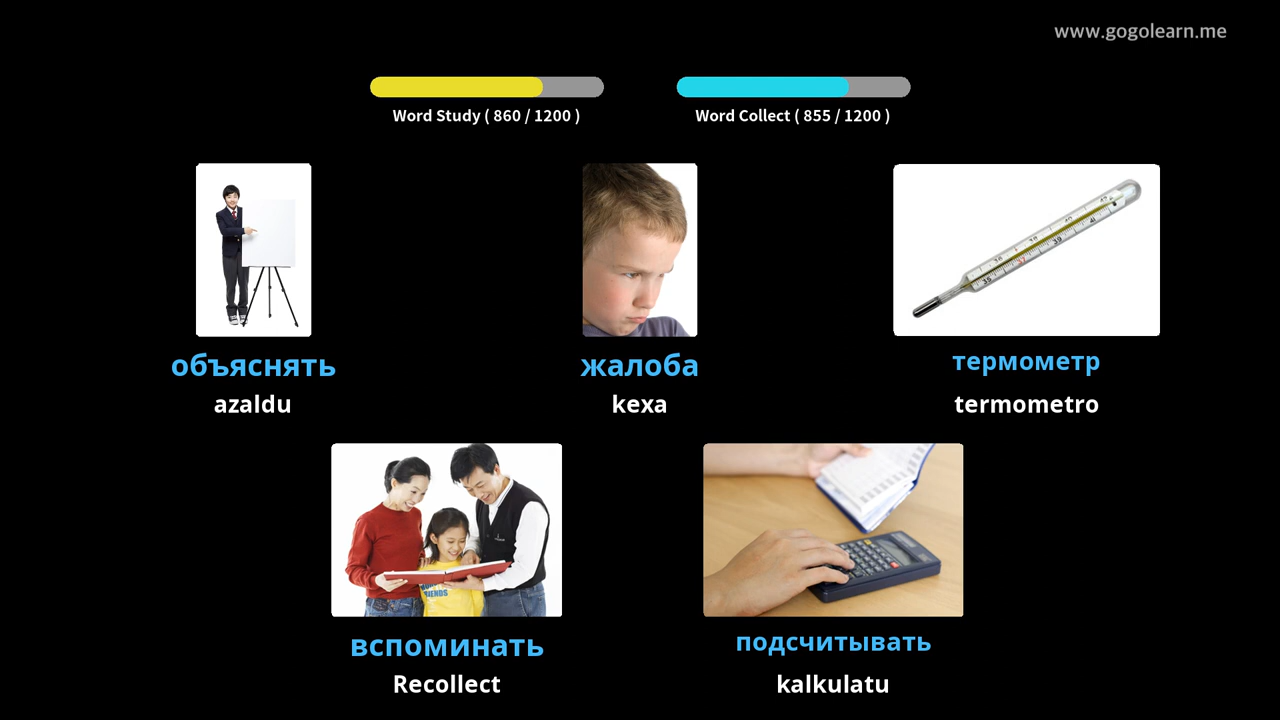 www.gogolearn.me
Word Study ( 860 / 1200 )
Word Collect ( 855 / 1200 )
объяснять
azaldu
жалоба
kexa
термометр
termometro
вспоминать
Recollect
подсчитывать
kalkulatu